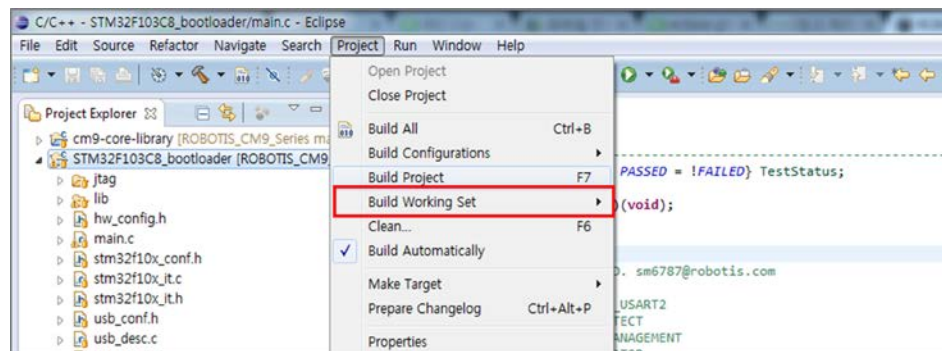 C/C++ - STM32F103C8_bootloader/main.c - Eclipse
File Edit Source Refactor Navigate Search Project Run Window Help
Open Project
Close Project
Project Explorer
Build All Ctrl+B
cm9-core-library [ROBOTIS_CM9_Series ma
Build Configurations
STM32F103C8_bootloader [ROBOTIS_CM9
Build Project F7
PASSED = !FAILED} TestStatus;
jtag
lib
Build Working Set
)(void);
hw_config.h
Clean... F6
main.c
Build Automatically
stm32f10x_conf.h
. sm6787@robotis.com
stm32f10x_it.c
Make Target
stm32f10x_it.h
_USART2
Prepare Changelog Ctrl+Alt+P
usb_conf.h
TECT
usb_desc.c
Properties
ANAGEMENT